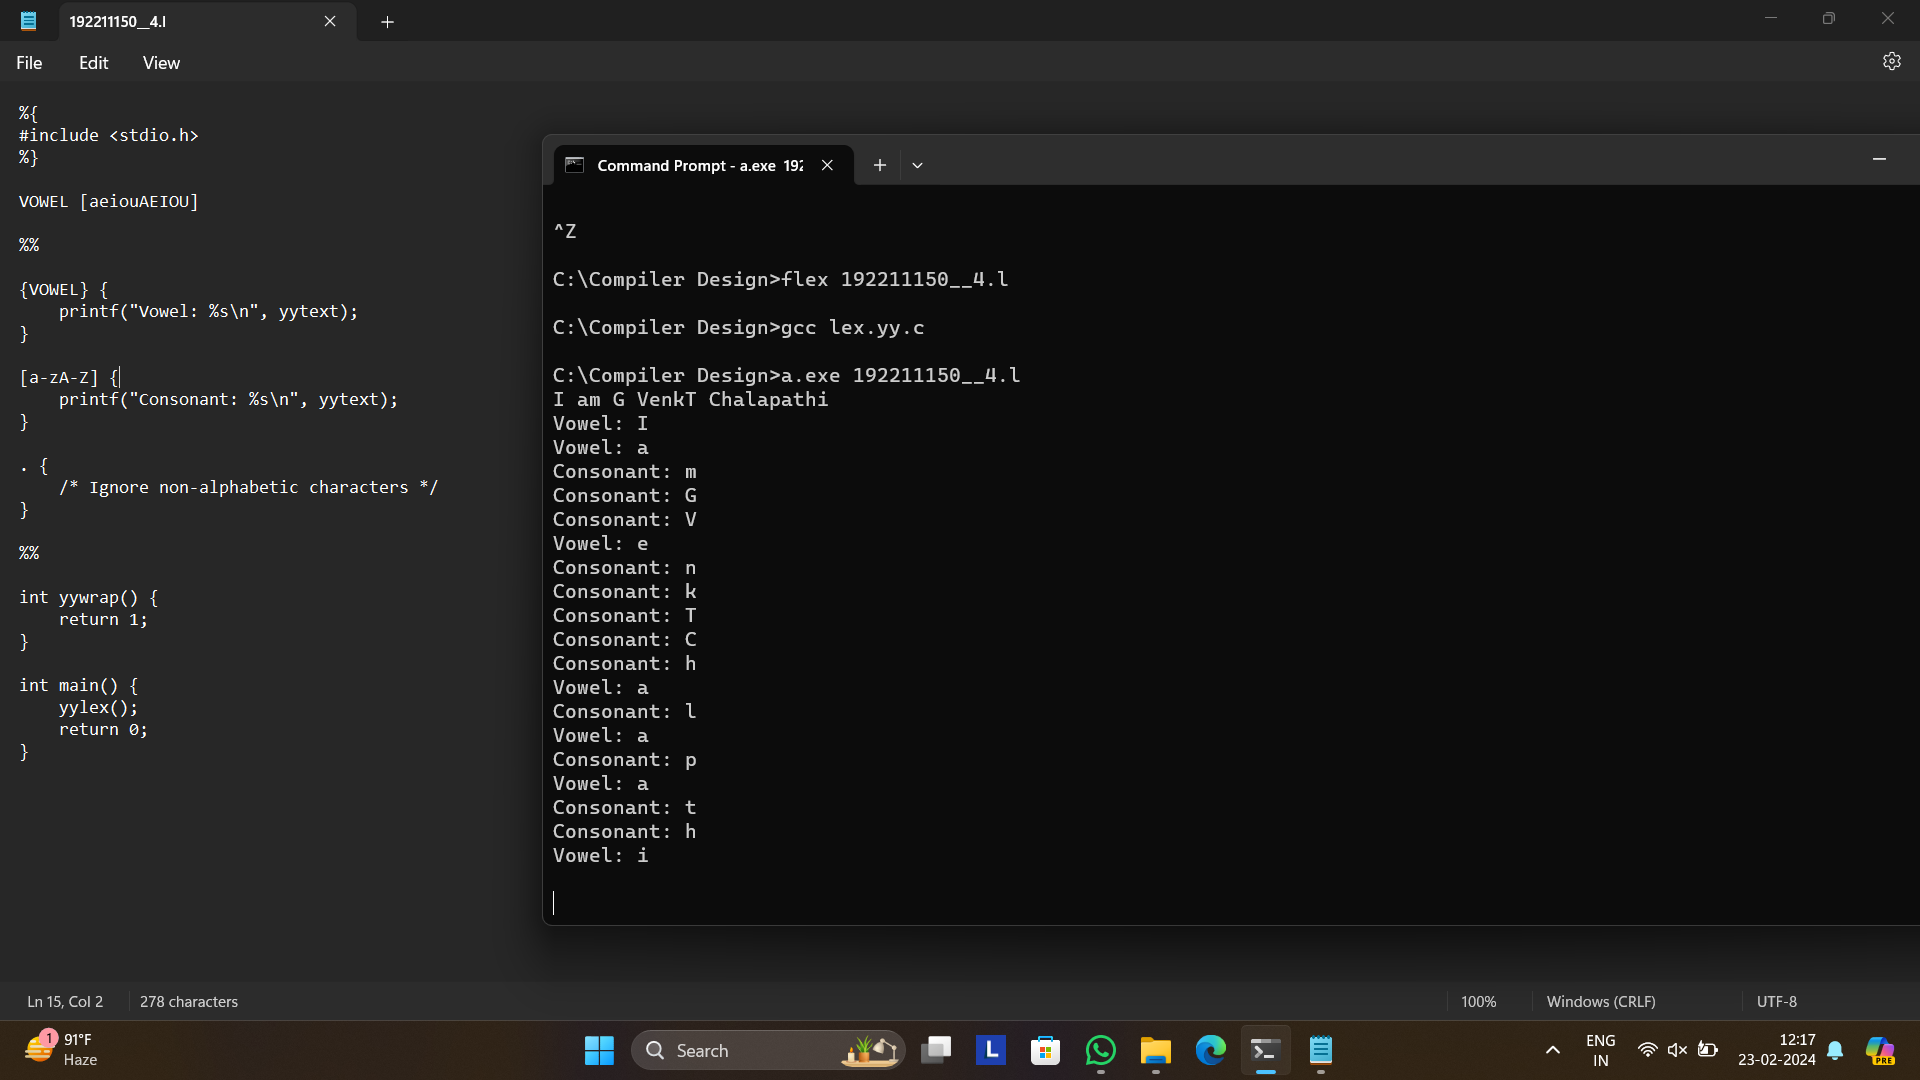 192211150__4.l
File Edit View
%{
#include <stdio.h>
%}
VOWEL [aeiouAEIOU]
%%
{VOWEL} {
printf("Vowel: %s\n", yytext);
}
[a-zA-Z] {
printf("Consonant: %s\n", yytext);
}
. {
/* Ignore non-alphabetic characters */
}
%%
int yywrap() {
return 1;
}
int main() {
yylex();
return 0;
}
Command Prompt - a.exe 192
^Z
C:\Compiler Design>flex 192211150__4.l
C:\Compiler Design>gcc lex.yy.c
C:\Compiler Design>a.exe 192211150__4.l
I am G VenkT Chalapathi
Vowel: I
Vowel: a
Consonant: m
Consonant: G
Consonant: V
Vowel: e
Consonant: n
Consonant: k
Consonant: T
Consonant: C
Consonant: h
Vowel: a
Consonant: l
Vowel: a
Consonant: p
Vowel: a
Consonant: t
Consonant: h
Vowel: i
Ln 15, Col 2 278 characters 100% Windows (CRLF) UTF-8
1 91°F
Haze
Search
L
PRE
ENG
IN
12:17
23-02-2024